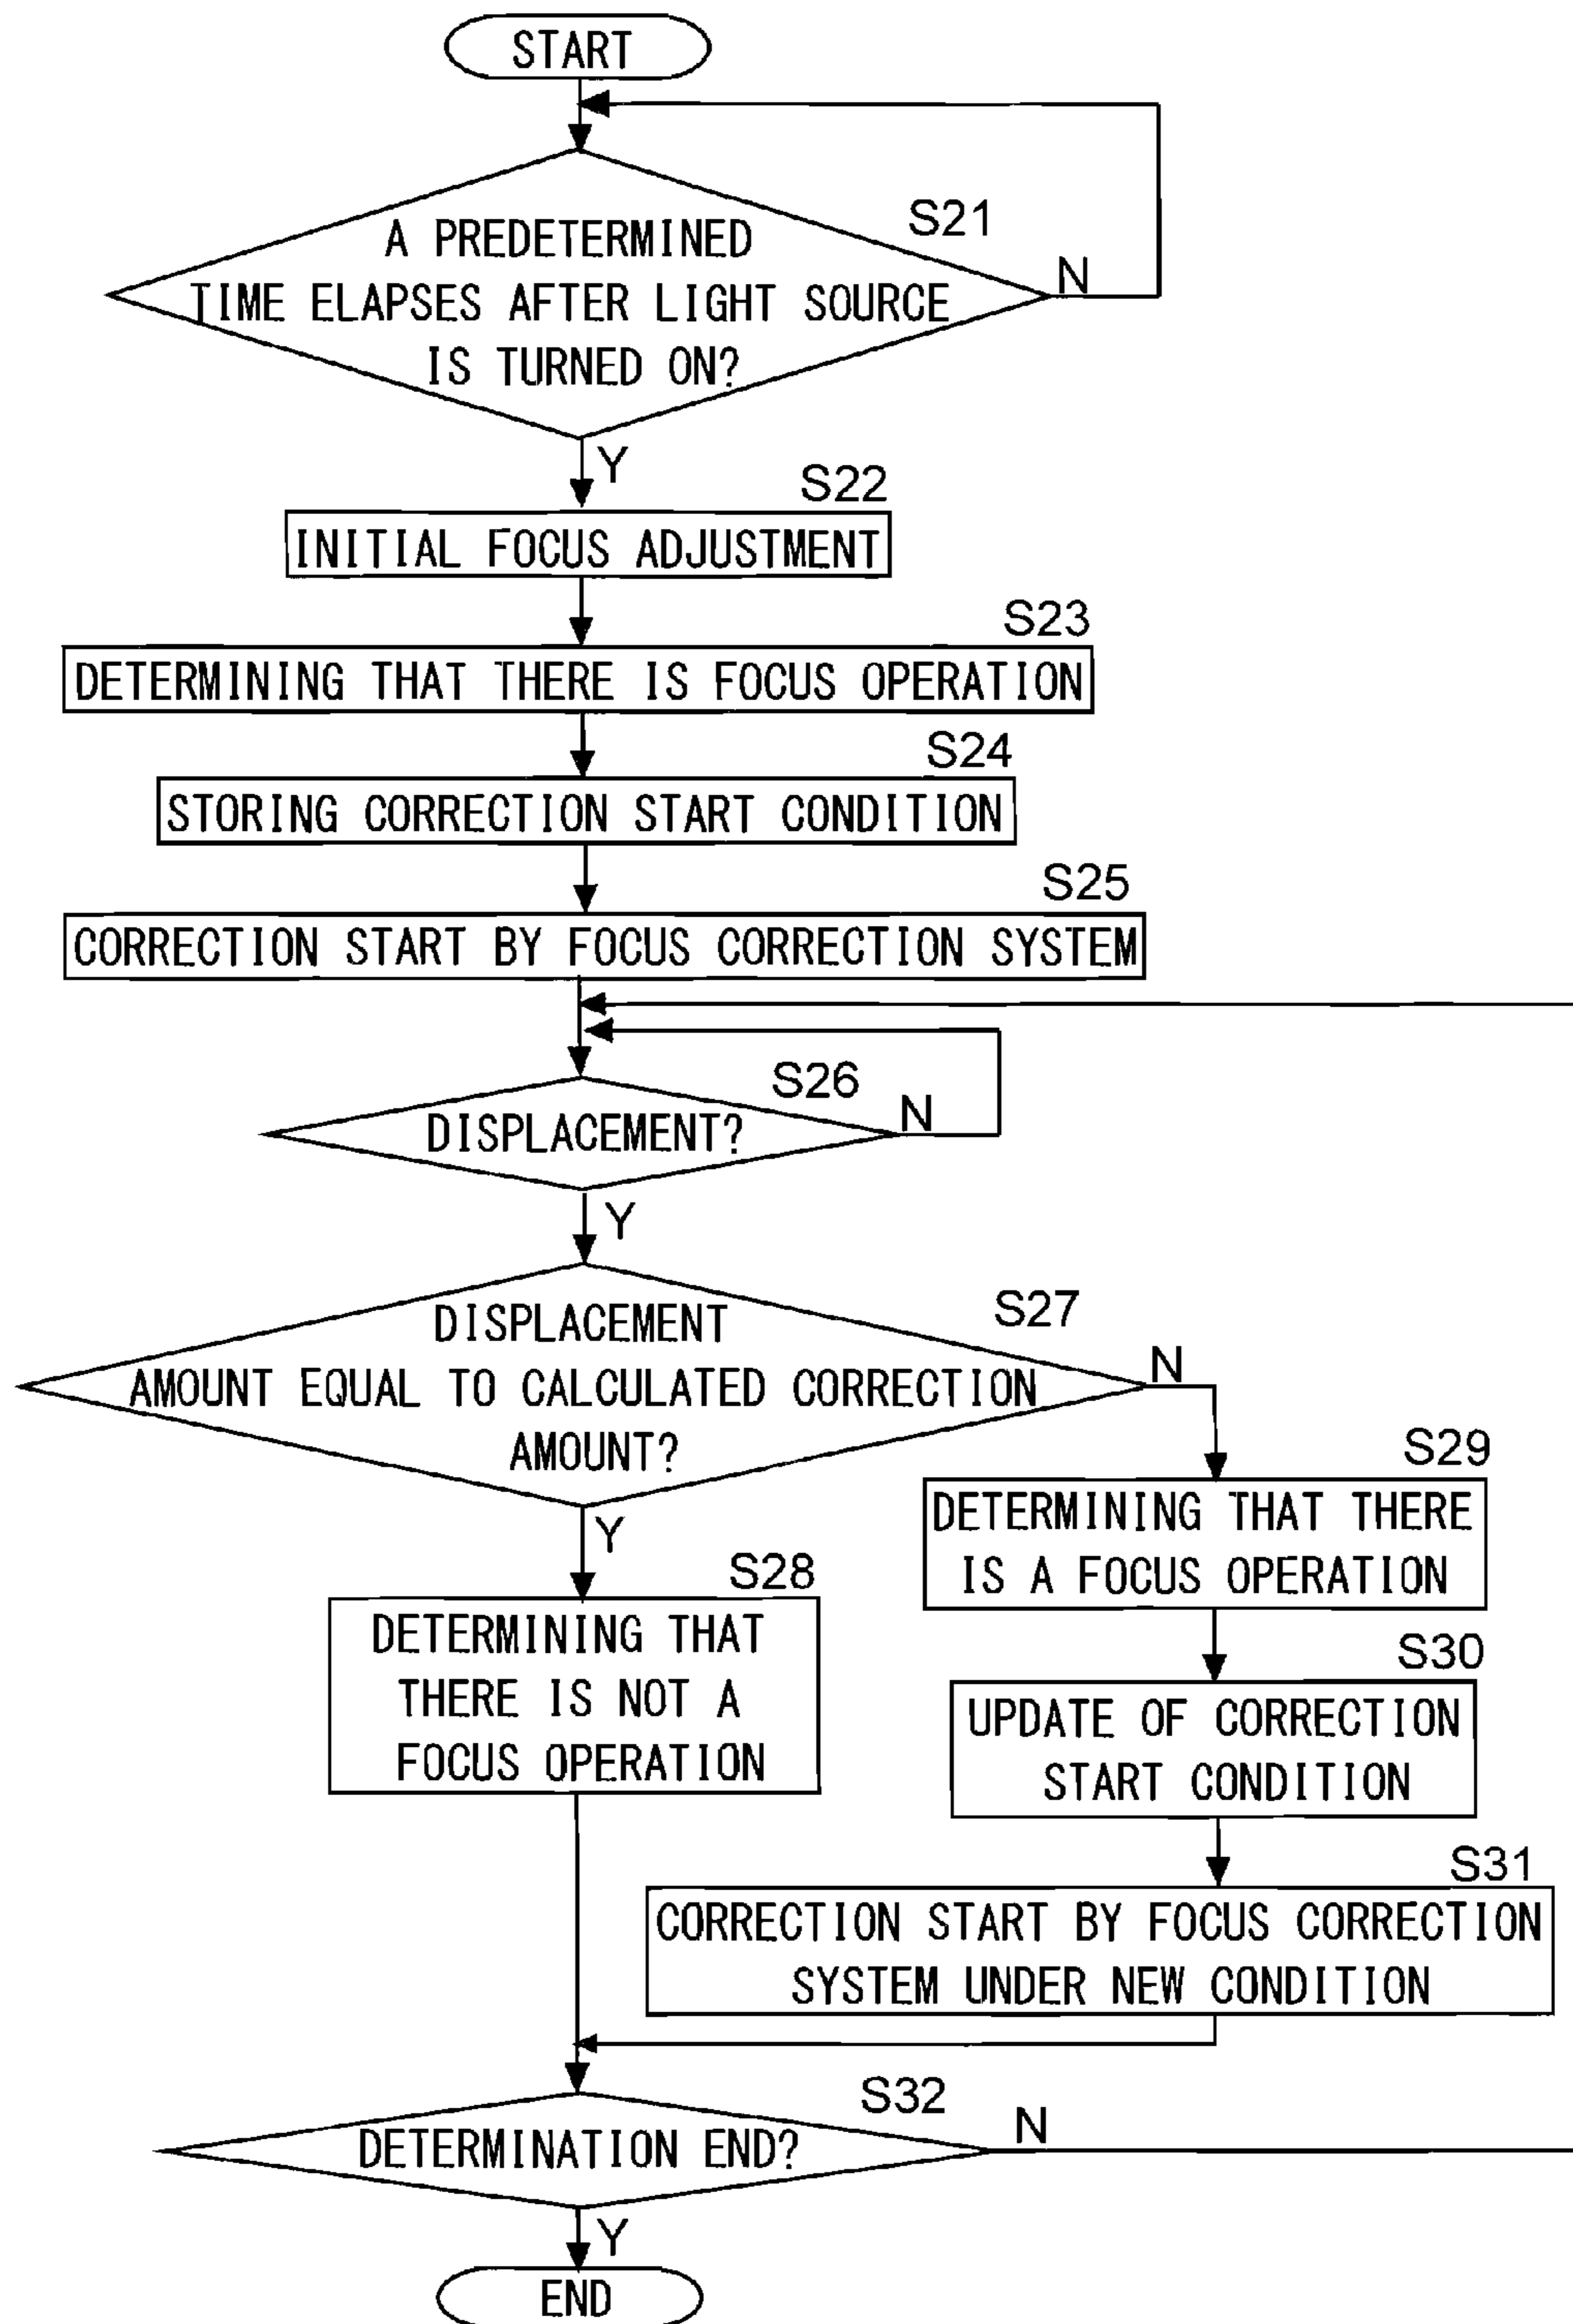 START
S21
A PREDETERMINED
TIME ELAPSES AFTER LIGHT SOURCE
IS TURNED ON?
N
Y
S22
INITIAL FOCUS ADJUSTMENT
S23
DETERMINING THAT THERE IS FOCUS OPERATION
S24
STORING CORRECTION START CONDITION
S25
CORRECTION START BY FOCUS CORRECTION SYSTEM
S26
DISPLACEMENT?
N
Y
S27
DISPLACEMENT
AMOUNT EQUAL TO CALCULATED CORRECTION
AMOUNT?
N
Y
S28
DETERMINING THAT
THERE IS NOT A
FOCUS OPERATION
S29
DETERMINING THAT THERE
IS A FOCUS OPERATION
S30
UPDATE OF CORRECTION
START CONDITION
S31
CORRECTION START BY FOCUS CORRECTION
SYSTEM UNDER NEW CONDITION
S32
DETERMINATION END?
N
Y
END